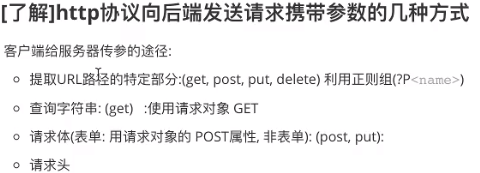 [了解]http协议向后端发送请求携带参数的几种方式
客户端给服务器传参的途径:
提取URL路径的特定部分:(get, post, put, delete) 利用正则组(?P<name>)
查询字符串: (get) :使用请求对象 GET
请求体(表单: 用请求对象的 POST属性, 非表单): (post, put):
请求头